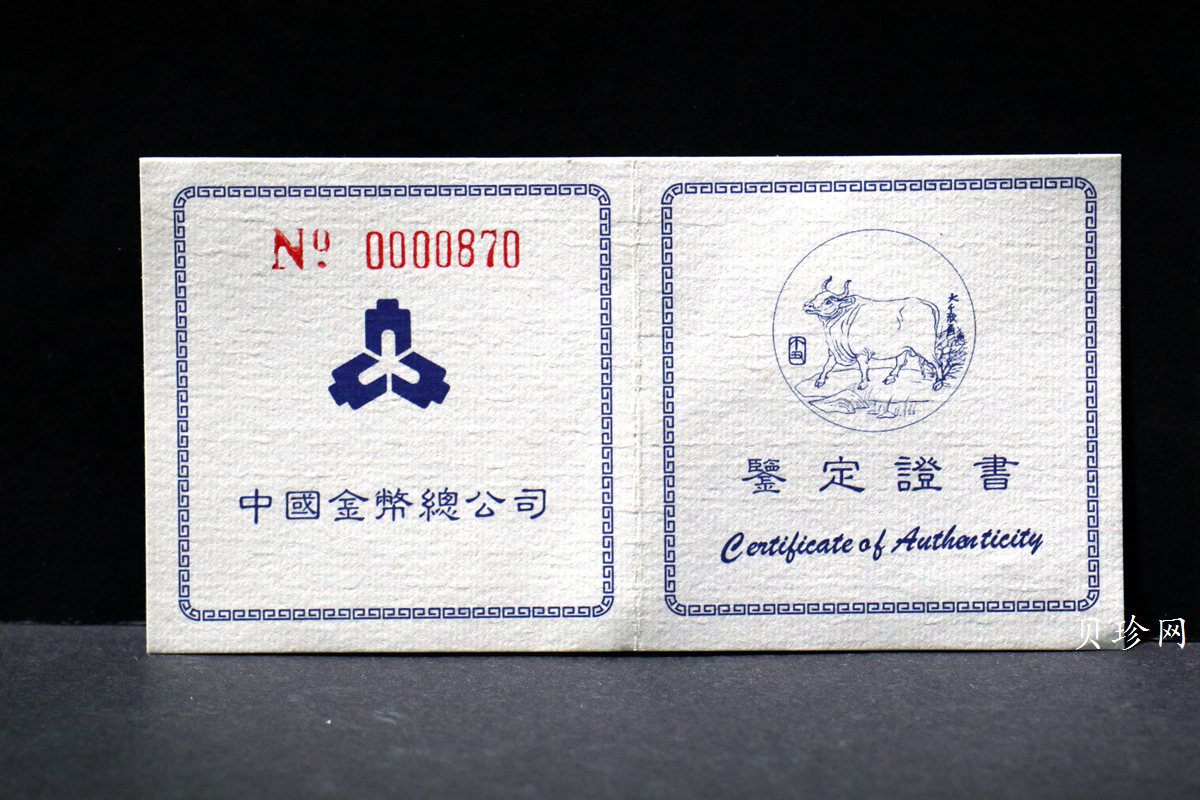 Nº 0000870
中國金幣總公司
鑒定證書
Certificate of Authenticity
贝珍网